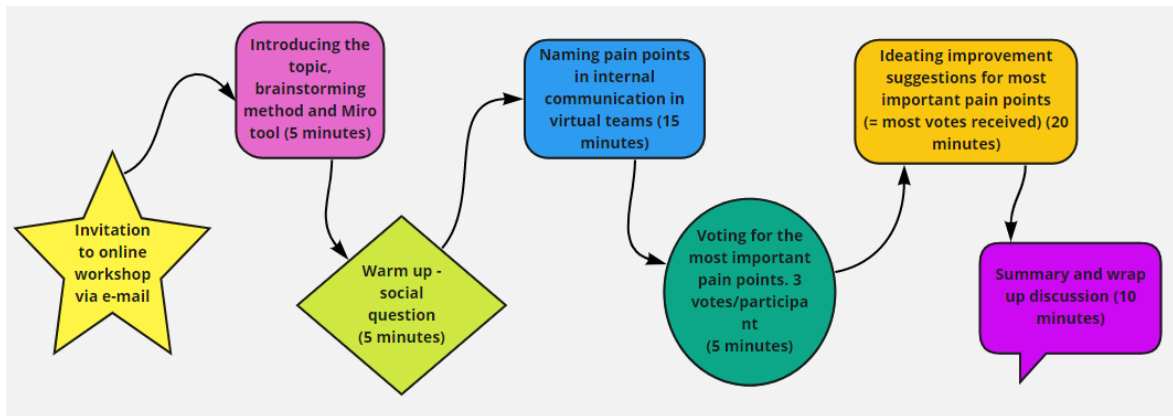 Invitation
to online
workshop
via e-mail
Introducing the
topic,
brainstorming
method and Miro
tool (5 minutes)
Warm up -
social
question
(5 minutes)
Naming pain points
in internal
communication in
virtual teams (15
minutes)
Voting for the
most important
pain points. 3
votes/participa
nt
(5 minutes)
Ideating improvement
suggestions for most
important pain points
(= most votes received) (20
minutes)
Summary and wrap
up discussion (10
minutes)